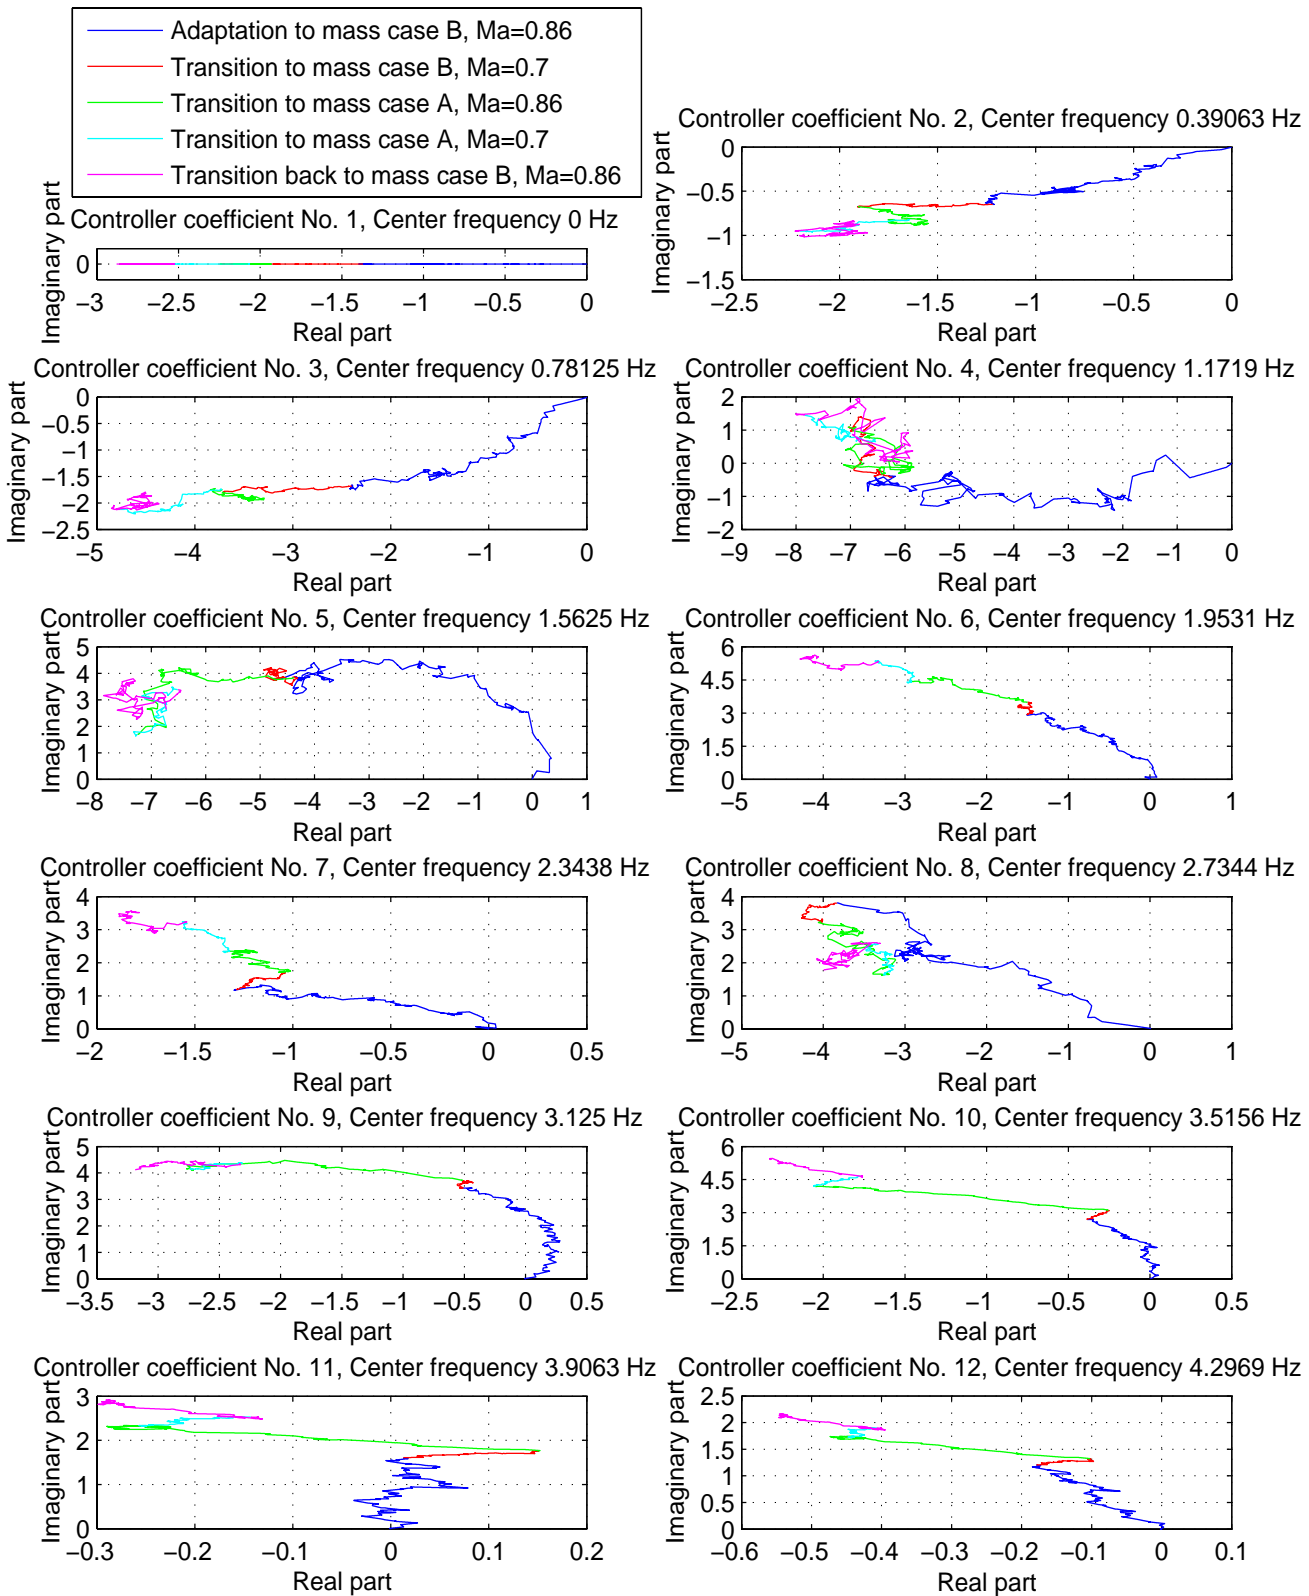 Adaptation to mass case B, Ma=0.86
Transition to mass case B, Ma=0.7
Transition to mass case A, Ma=0.86
Transition to mass case A, Ma=0.7
Transition back to mass case B, Ma=0.86
Controller coefficient No. 1, Center frequency 0 Hz
Imaginary part
0
−3 −2.5 −2 −1.5 −1 −0.5 0
Real part
Controller coefficient No. 2, Center frequency 0.39063 Hz
Imaginary part
0
−0.5
−1
−1.5
−2.5 −2 −1.5 −1 −0.5 0
Real part
Controller coefficient No. 3, Center frequency 0.78125 Hz
Imaginary part
0
−0.5
−1
−1.5
−2
−2.5
−5 −4 −3 −2 −1 0
Real part
Controller coefficient No. 4, Center frequency 1.1719 Hz
Imaginary part
2
1
0
−1
−2
−9 −8 −7 −6 −5 −4 −3 −2 −1 0
Real part
Controller coefficient No. 5, Center frequency 1.5625 Hz
Imaginary part
5
4
3
2
1
0
−8 −7 −6 −5 −4 −3 −2 −1 0 1
Real part
Controller coefficient No. 6, Center frequency 1.9531 Hz
Imaginary part
6
4.5
3
1.5
0
−5 −4 −3 −2 −1 0 1
Real part
Controller coefficient No. 7, Center frequency 2.3438 Hz
Imaginary part
4
3
2
1
0
−2 −1.5 −1 −0.5 0 0.5
Real part
Controller coefficient No. 8, Center frequency 2.7344 Hz
Imaginary part
4
3
2
1
0
−5 −4 −3 −2 −1 0 1
Real part
Controller coefficient No. 9, Center frequency 3.125 Hz
Imaginary part
5
4
3
2
1
0
−3.5 −3 −2.5 −2 −1.5 −1 −0.5 0 0.5
Real part
Controller coefficient No. 10, Center frequency 3.5156 Hz
Imaginary part
6
4.5
3
1.5
0
−2.5 −2 −1.5 −1 −0.5 0 0.5
Real part
Controller coefficient No. 11, Center frequency 3.9063 Hz
Imaginary part
3
2
1
0
−0.3 −0.2 −0.1 0 0.1 0.2
Real part
Controller coefficient No. 12, Center frequency 4.2969 Hz
Imaginary part
2.5
2
1.5
1
0.5
0
−0.6 −0.5 −0.4 −0.3 −0.2 −0.1 0 0.1
Real part